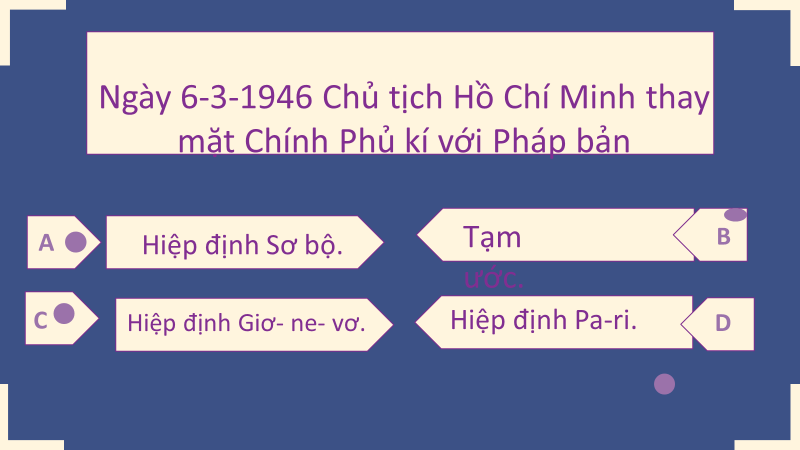 Ngày 6-3-1946 Chủ tịch Hồ Chí Minh thay
mặt Chính Phủ kí với Pháp bản
A
Hiệp định Sơ bộ.
Tạm
ước.
B
C
Hiệp định Giơ- ne- vơ.
Hiệp định Pa-ri.
D